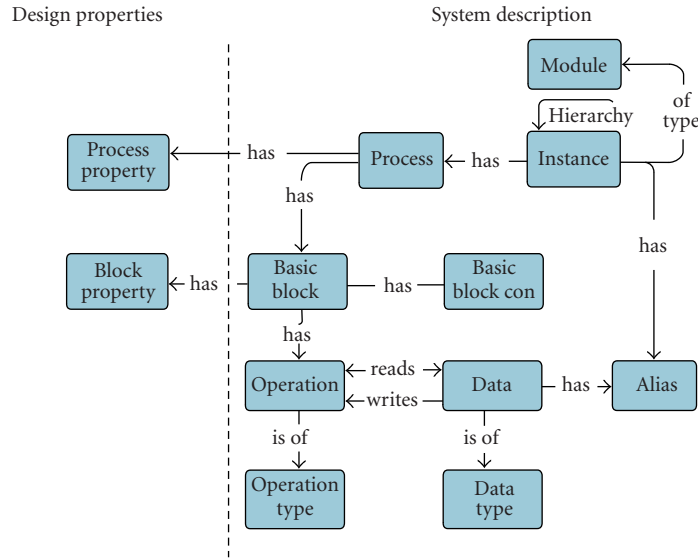 Design properties
System description
Module
of
type
Hierarchy
Process
property
has
Process
has
Instance
has
has
Block
property
has
Basic
block
has
Basic
block con
has
Operation
reads
writes
Data
has
Alias
is of
is of
Operation
type
Data
type